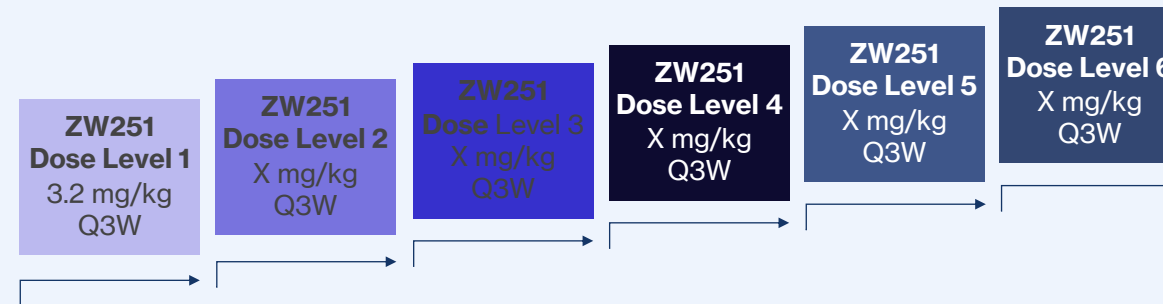 ZW251
Dose Level 1
3.2 mg/kg
Q3W
ZW251
Dose Level 2
X mg/kg
Q3W
ZW251
Dose Level 3
X mg/kg
Q3W
ZW251
Dose Level 4
X mg/kg
Q3W
ZW251
Dose Level 5
X mg/kg
Q3W
ZW251
Dose Level 6
X mg/kg
Q3W